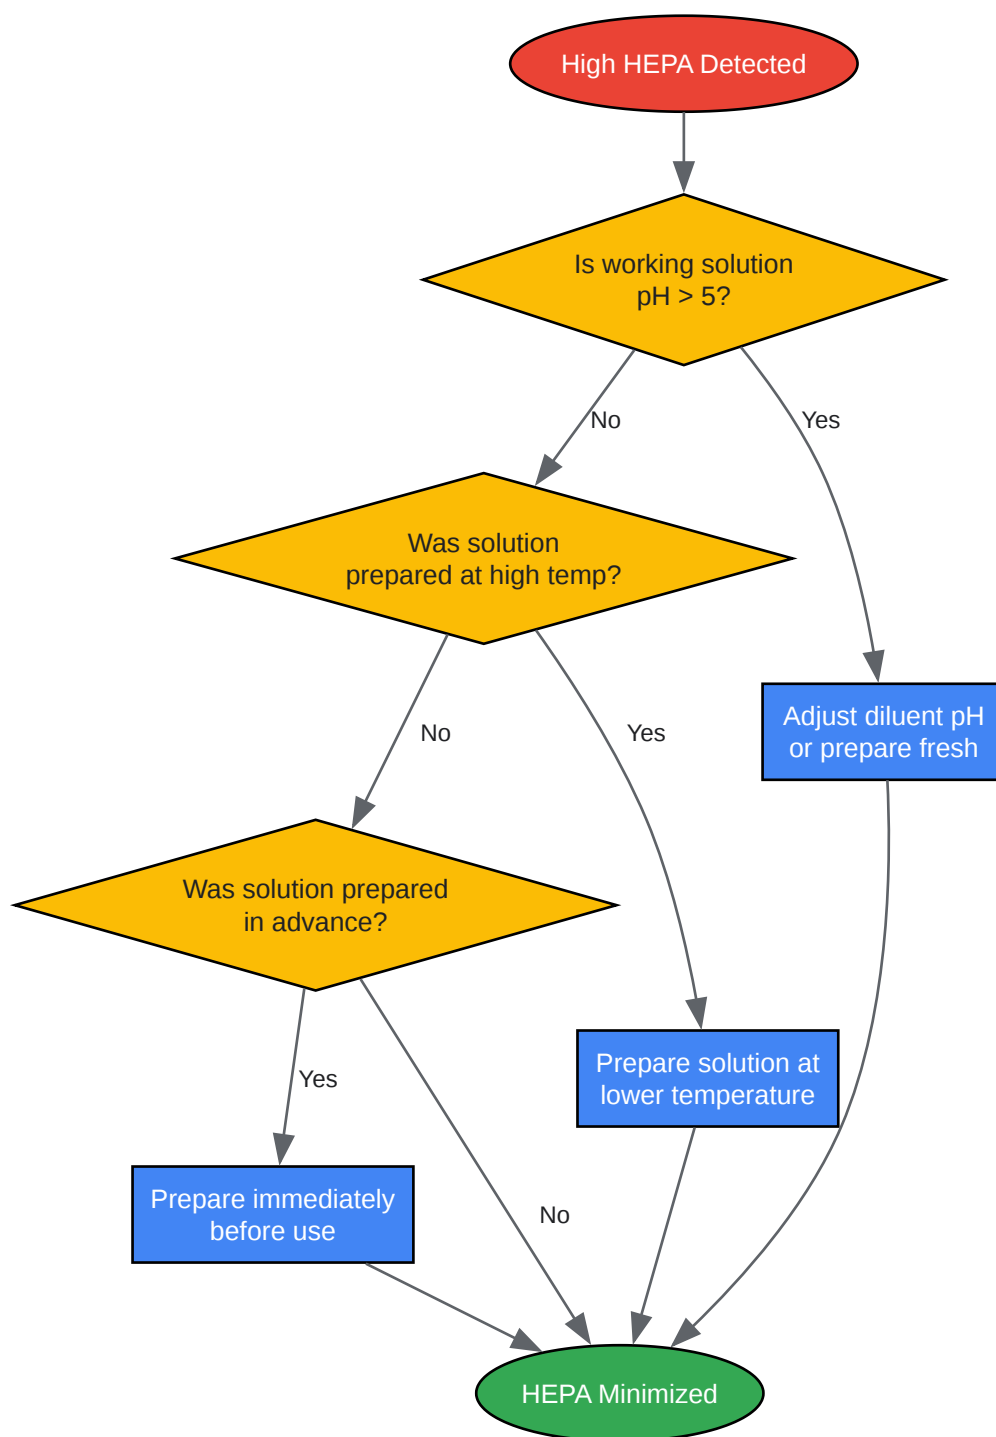 High HEPA Detected
Is working solution
pH > 5?
No
Yes
Was solution
prepared at high temp?
Adjust diluent pH
or prepare fresh
No
Yes
Was solution prepared
in advance?
Prepare solution at
lower temperature
Yes
Prepare immediately
before use
No
HEPA Minimized